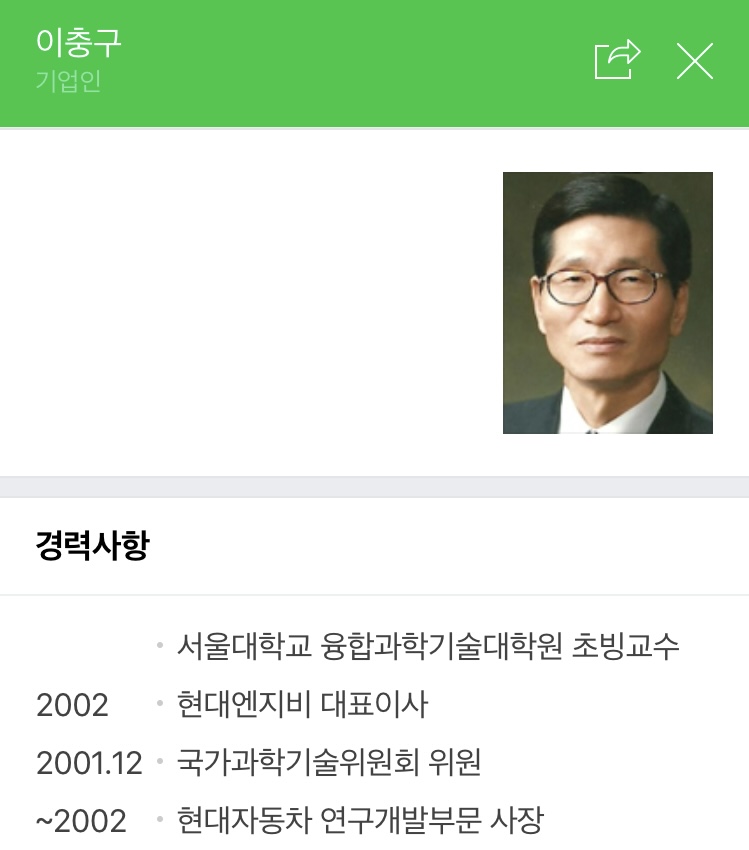 이충구
기업인
경력사항
서울대학교 융합과학기술대학원 초빙교수
2002 현대엔지비 대표이사
2001.12 국가과학기술위원회 위원
~2002 현대자동차 연구개발부문 사장